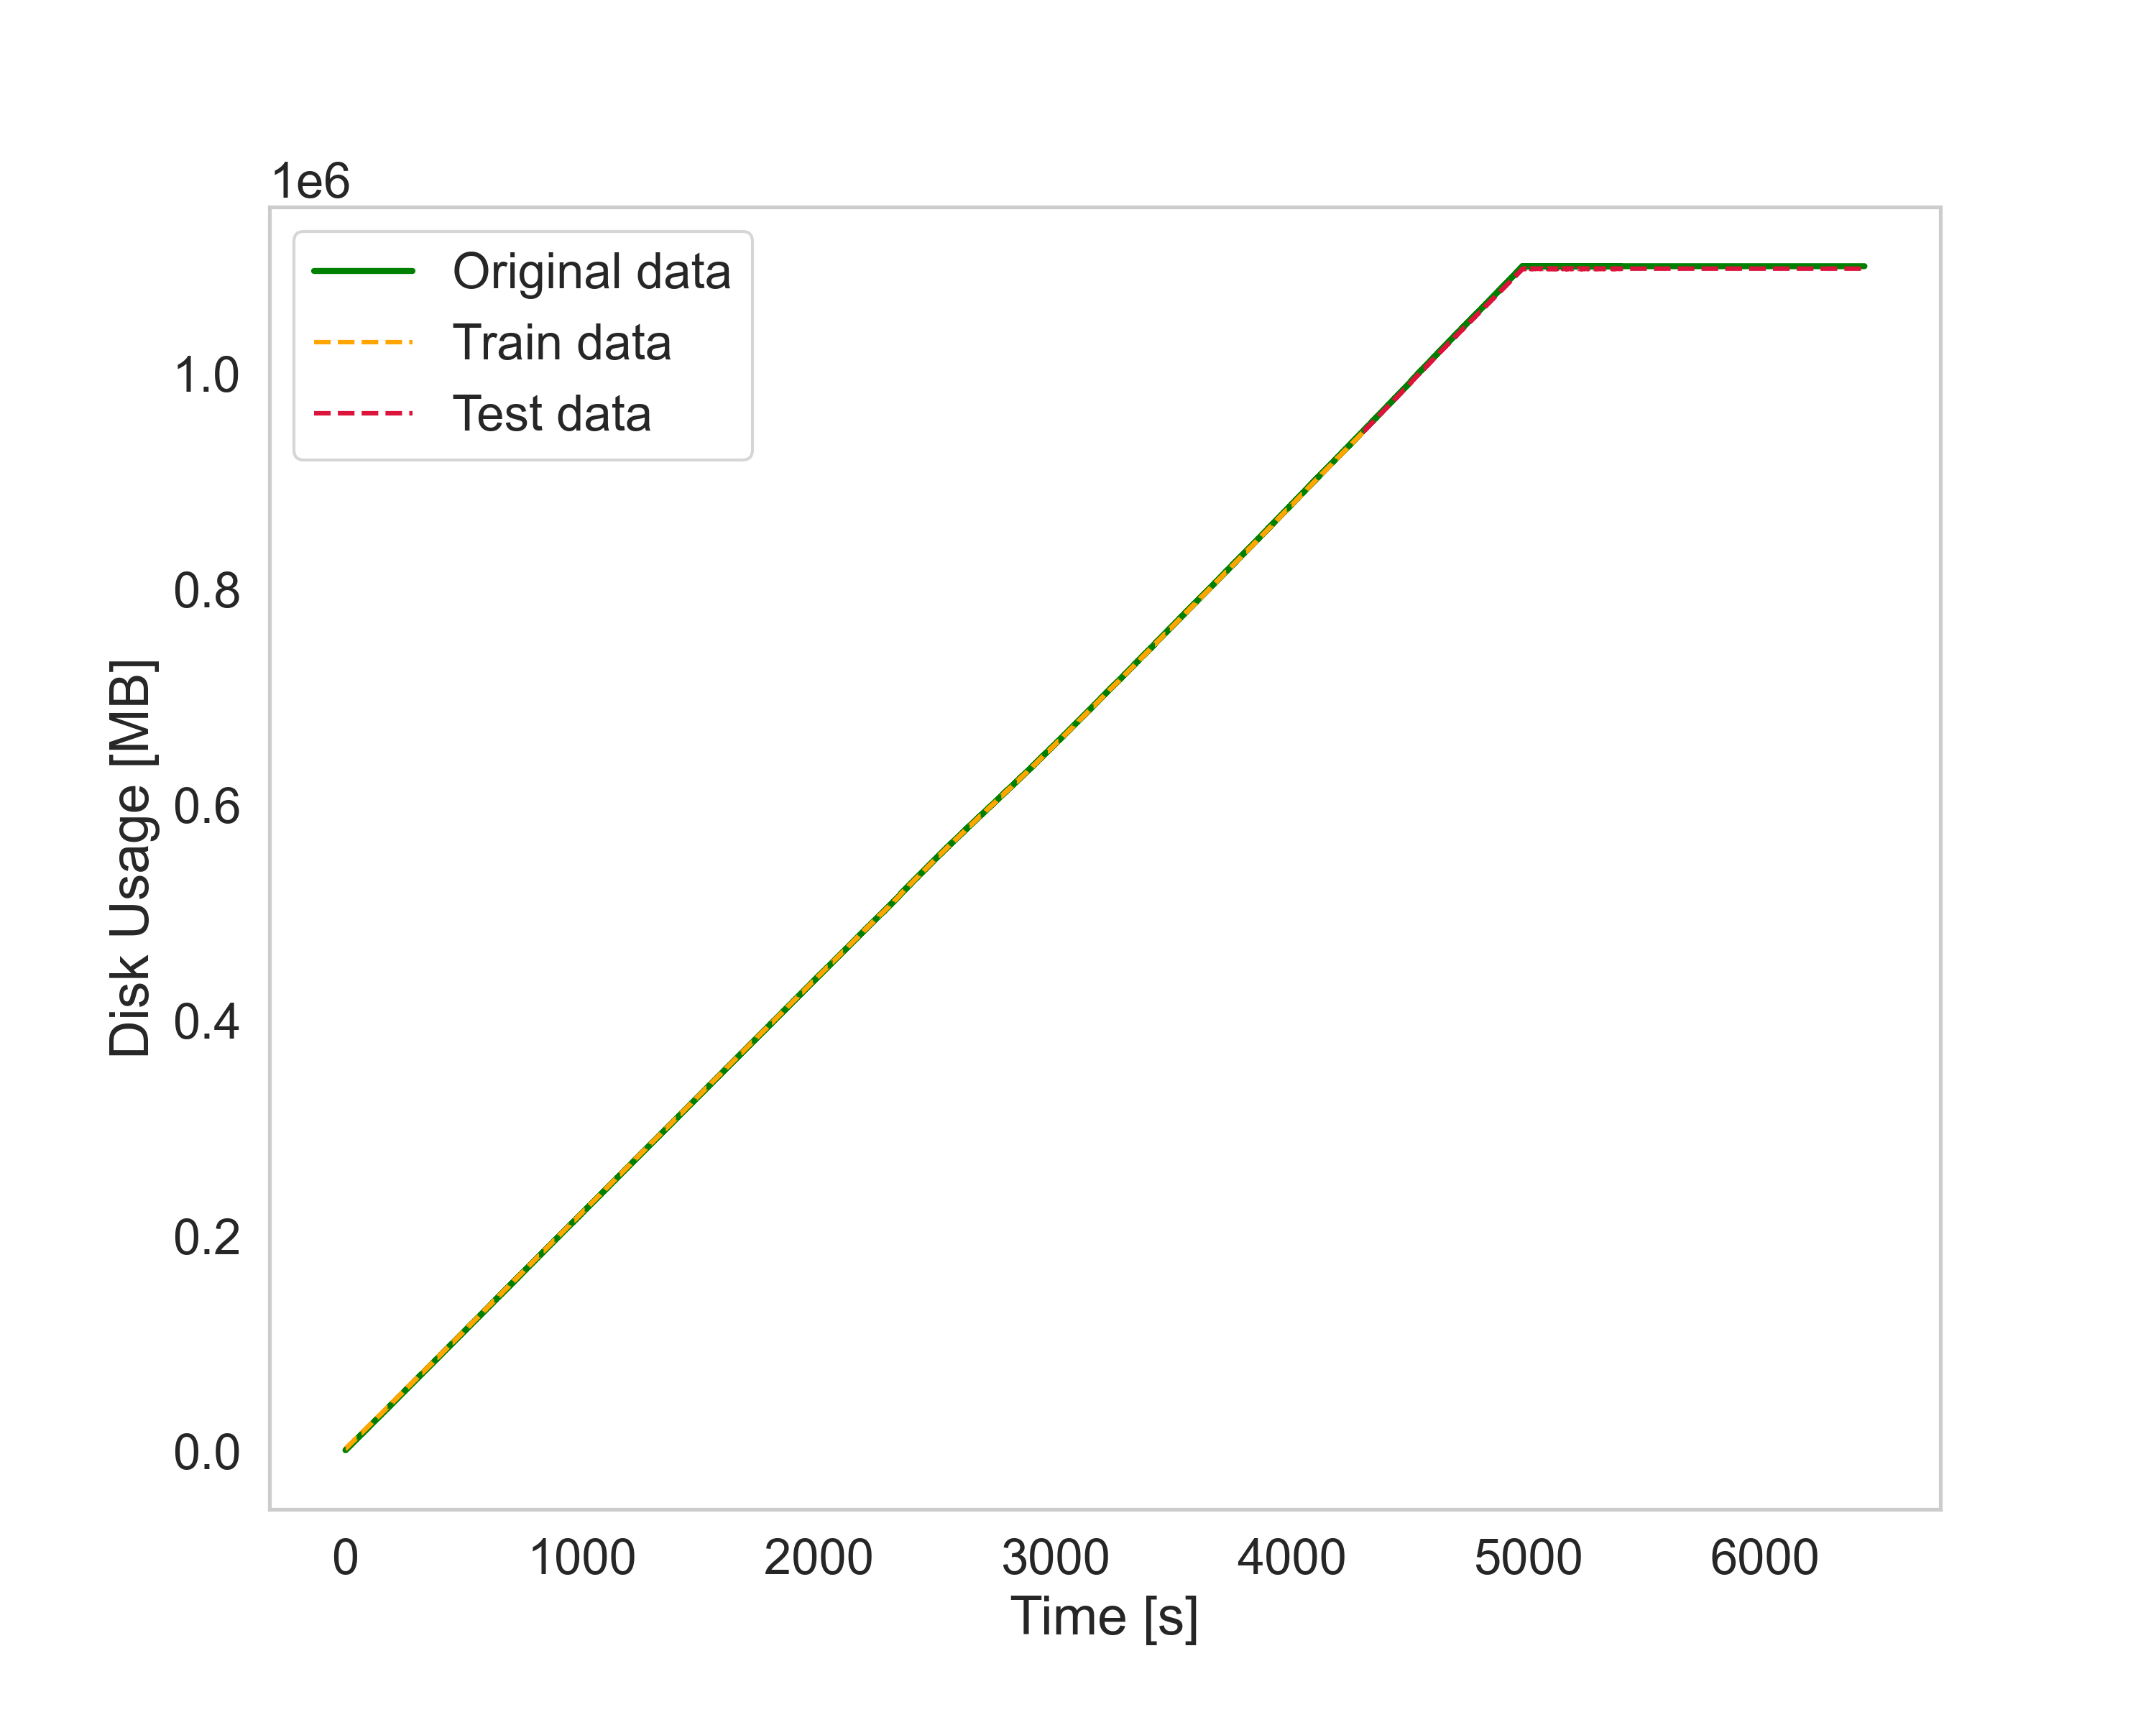 1e6
Original data
Train data
Test data
1.0
0.8
0.6
0.4
0.2
0.0
Disk Usage [MB]
0 1000 2000 3000 4000 5000 6000
Time [s]